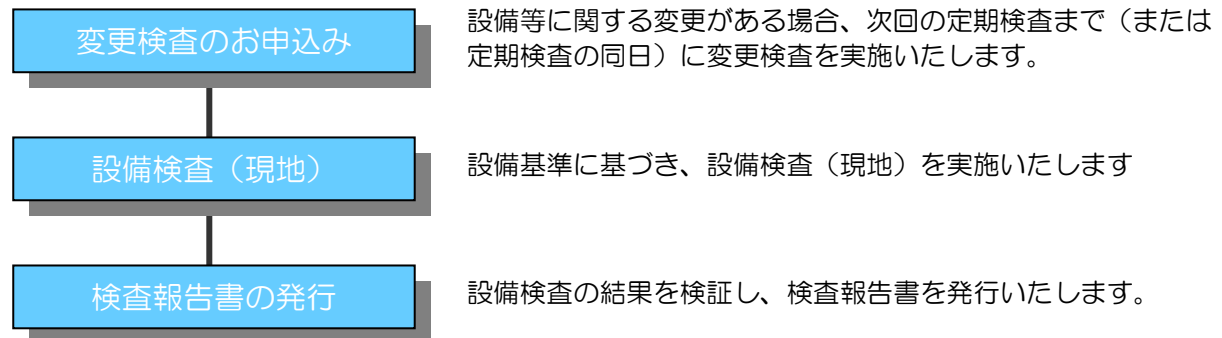 変更検査のお申込み
設備等に関する変更がある場合、次回の定期検査まで（または
定期検査の同日）に変更検査を実施いたします。
設備検査（現地）
設備基準に基づき、設備検査（現地）を実施いたします
検査報告書の発行
設備検査の結果を検証し、検査報告書を発行いたします。